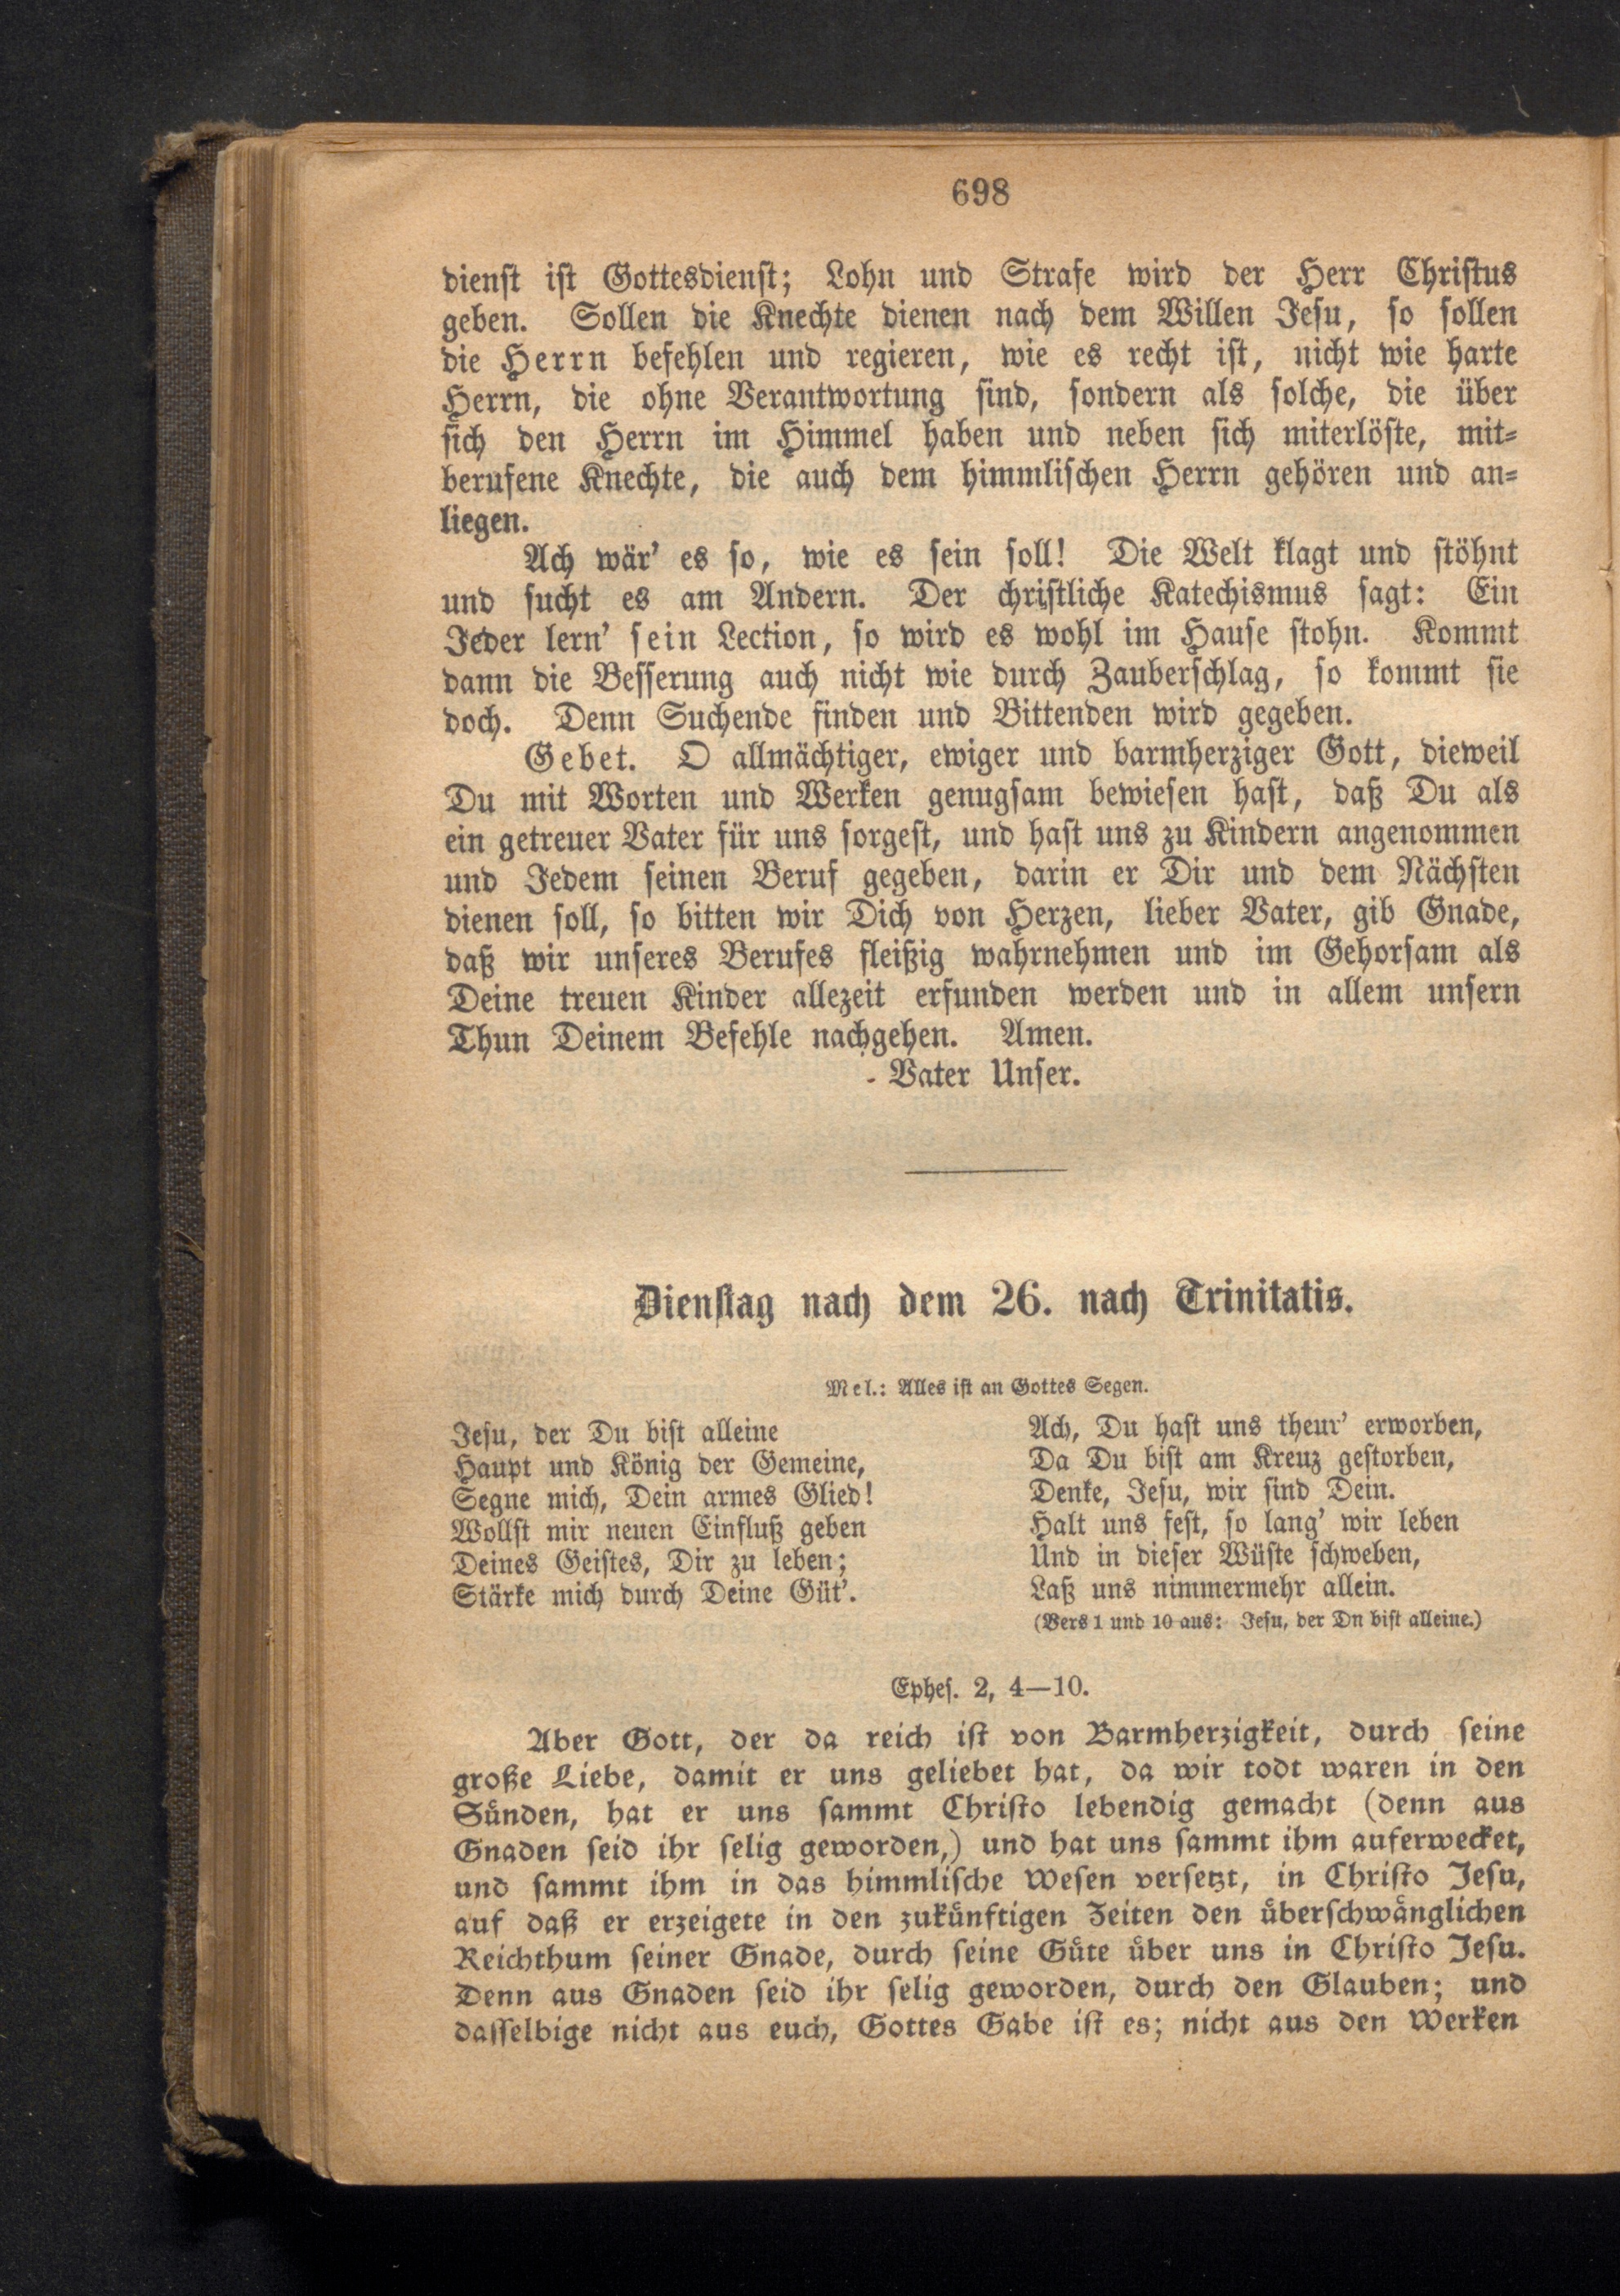 698
dienst ist Gottesdienst; Lohn und Strafe wird der Herr Christus
geben. Sollen die Knechte dienen nach dem Willen Jesu, so sollen
die Herrn befehlen und regieren, wie es recht ist, nicht wie harte
Herrn, die ohne Verantwortung sind, sondern als solche, die über
sich den Herrn im Himmel haben und neben sich miterlöste, mit-
berufene Knechte, die auch dem himmlischen Herrn gehören und an-
liegen.
Ach wär' es so, wie es sein soll! Die Welt klagt und stöhnt
und sucht es am Andern. Der christliche Katechismus sagt: Ein
Jeder lern' sein Lection, so wird es wohl im Hause stohn. Kommt
dann die Besserung auch nicht wie durch Zauberschlag, so kommt sie
doch. Denn Suchende finden und Bittenden wird gegeben.
Gebet. O allmächtiger, ewiger und barmherziger Gott, dieweil
Du mit Worten und Werken genugsam bewiesen hast, daß Du als
ein getreuer Vater für uns sorgest, und hast uns zu Kindern angenommen
und Jedem seinen Beruf gegeben, darin er Dir und dem Nächsten
dienen soll, so bitten wir Dich von Herzen, lieber Vater, gib Gnade,
daß wir unseres Berufes fleißig wahrnehmen und im Gehorsam als
Deine treuen Kinder allezeit erfunden werden und in allem unsern
Thun Deinem Befehle nachgehen. Amen.
Vater Unser.
Dienstag nach dem 26. nach Trinitatis.
Mel.: Alles ist an Gottes Segen.
Jesu, der Du bist alleine
Haupt und König der Gemeine,
Segne mich, Dein armes Glied!
Wollst mir neuen Einfluß geben
Deines Geistes, Dir zu leben;
Stärke mich durch Deine Güt'.
Ach, Du hast uns theur' erworben,
Da Du bist am Kreuz gestorben,
Denke, Jesu, wir sind Dein.
Halt uns fest, so lang' wir leben
Und in dieser Wüste schweben,
Laß uns nimmermehr allein.
(Vers 1 und 10 aus: Jesu, der Dn bist alleine.)
Ephes. 2, 4—10.
Aber Gott, der da reich ist von Barmherzigkeit, durch seine
große Liebe, damit er uns geliebet hat, da wir todt waren in den
Sünden, hat er uns sammt Christo lebendig gemacht (denn aus
Gnaden seid ihr selig geworden,) und hat uns sammt ihm auferwecket,
und sammt ihm in das himmlische Wesen versetzt, in Christo Jesu,
auf daß er erzeigete in den zukünftigen Zeiten den überschwänglichen
Reichthum seiner Gnade, durch seine Güte über uns in Christo Jesu.
Denn aus Gnaden seid ihr selig geworden, durch den Glauben; und
dasselbige nicht aus euch, Gottes Gabe ist es; nicht aus den Werken